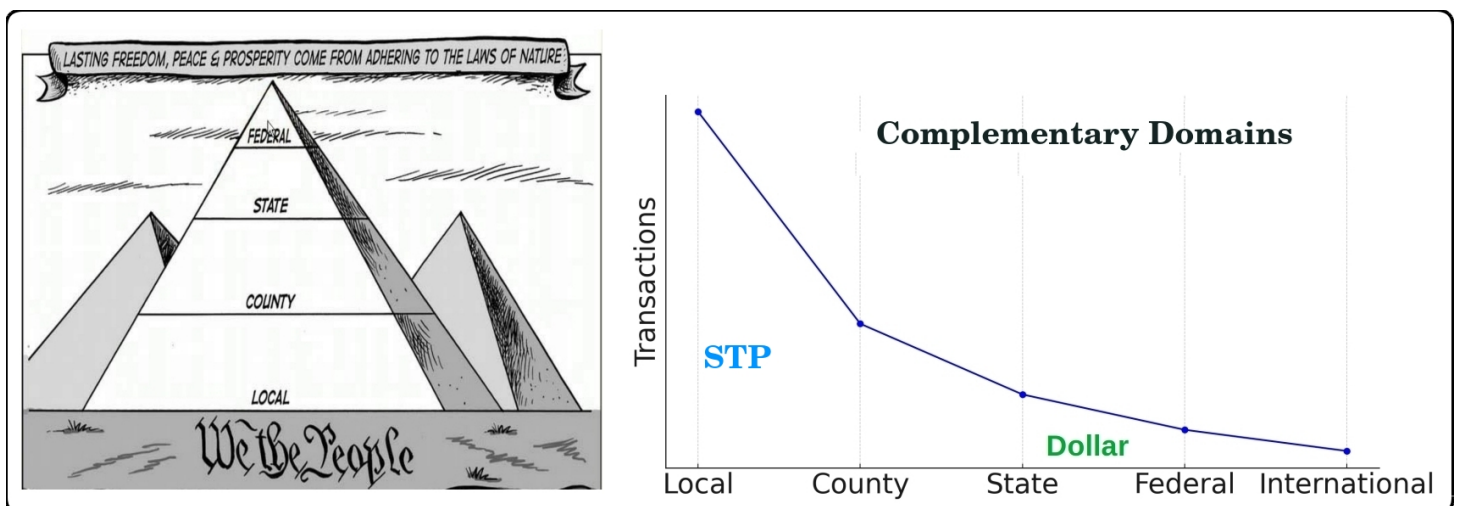 LASTING FREEDOM, PEACE & PROSPERITY COME FROM ADHERING TO THE LAWS OF NATURE
FEDERAL
STATE
COUNTY
LOCAL
We the People
Complementary Domains
Transactions
STP
Dollar
Local County State Federal International